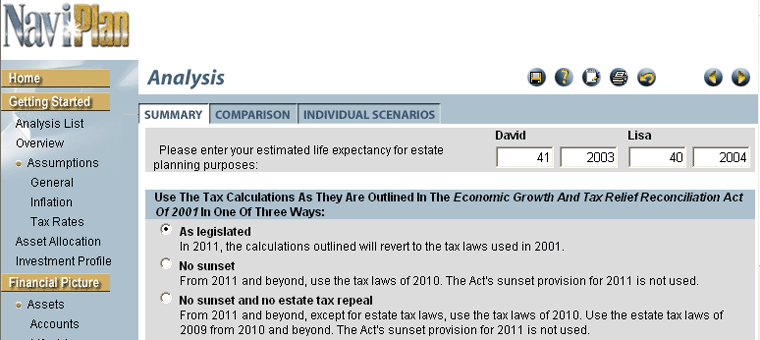 NaviPlan
Home
Getting Started
Analysis List
Overview
Assumptions
General
Inflation
Tax Rates
Asset Allocation
Investment Profile
Financial Picture
Assets
Accounts
Analysis
SUMMARY COMPARISON INDIVIDUAL SCENARIOS
David Lisa
Please enter your estimated life expectancy for estate
planning purposes:
41 2003 40 2004
Use The Tax Calculations As They Are Outlined In The Economic Growth And Tax Relief Reconciliation Act
Of 2001 In One Of Three Ways:
As legislated
In 2011, the calculations outlined will revert to the tax laws used in 2001.
No sunset
From 2011 and beyond, use the tax laws of 2010. The Act's sunset provision for 2011 is not used.
No sunset and no estate tax repeal
From 2011 and beyond, except for estate tax laws, use the tax laws of 2010. Use the estate tax laws of
2009 from 2010 and beyond. The Act's sunset provision for 2011 is not used.